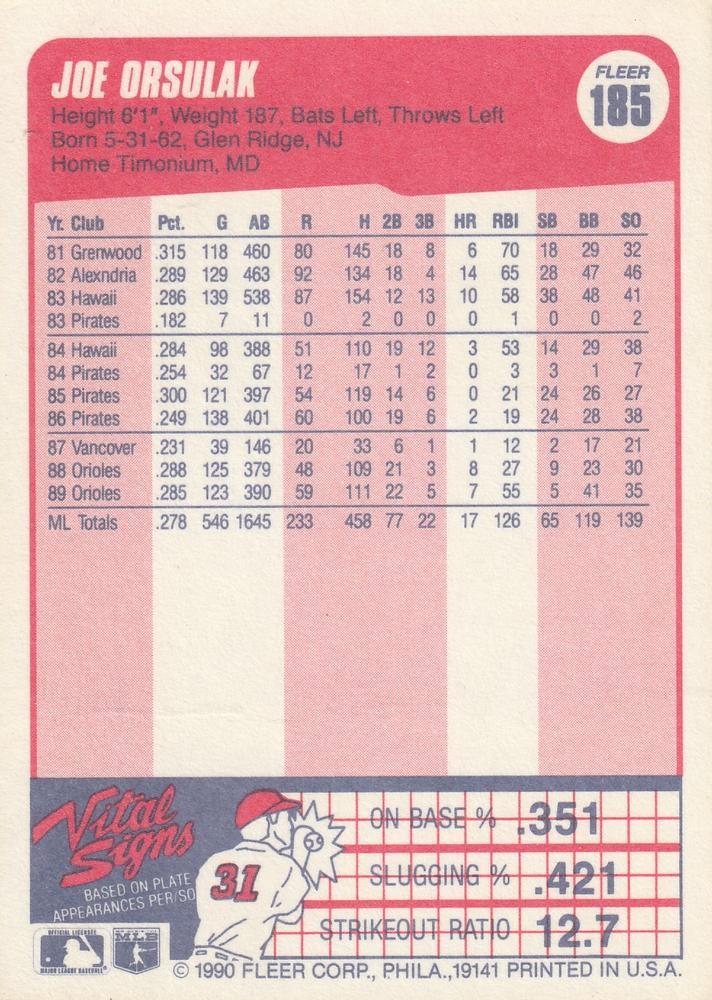 JOE ORSULAK
FLEER
185
Height 6'1", Weight 187, Bats Left, Throws Left
Born 5-31-62, Glen Ridge, NJ
Home Timonium, MD
Yr. Club Pct. G AB R H 2B 3B HR RBI SB BB SO
81 Grenwood .315 118 460 80 145 18 8 6 70 18 29 32
82 Alexndria .289 129 463 92 134 18 4 14 65 28 47 46
83 Hawaii .286 139 538 87 154 12 13 10 58 38 48 41
83 Pirates .182 7 11 0 2 0 0 0 1 0 0 2
84 Hawaii .284 98 388 51 110 19 12 3 53 14 29 38
84 Pirates .254 32 67 12 17 1 2 0 3 3 1 7
85 Pirates .300 121 397 54 119 14 6 0 21 24 26 27
86 Pirates .249 138 401 60 100 19 6 2 19 24 28 38
87 Vancover .231 39 146 20 33 6 1 1 12 2 17 21
88 Orioles .288 125 379 48 109 21 3 8 27 9 23 30
89 Orioles .285 123 390 59 111 22 5 7 55 5 41 35
ML Totals .278 546 1645 233 458 77 22 17 126 65 119 139
Vital
Signs
BASED ON PLATE
APPEARANCES PER/SO
31
ON BASE % .351
SLUGGING % .421
STRIKEOUT RATIO 12.7
OFFICIAL LICENSEE
MAJOR LEAGUE BASEBALL
MLB
© 1990 FLEER CORP., PHILA.,19141 PRINTED IN U.S.A.